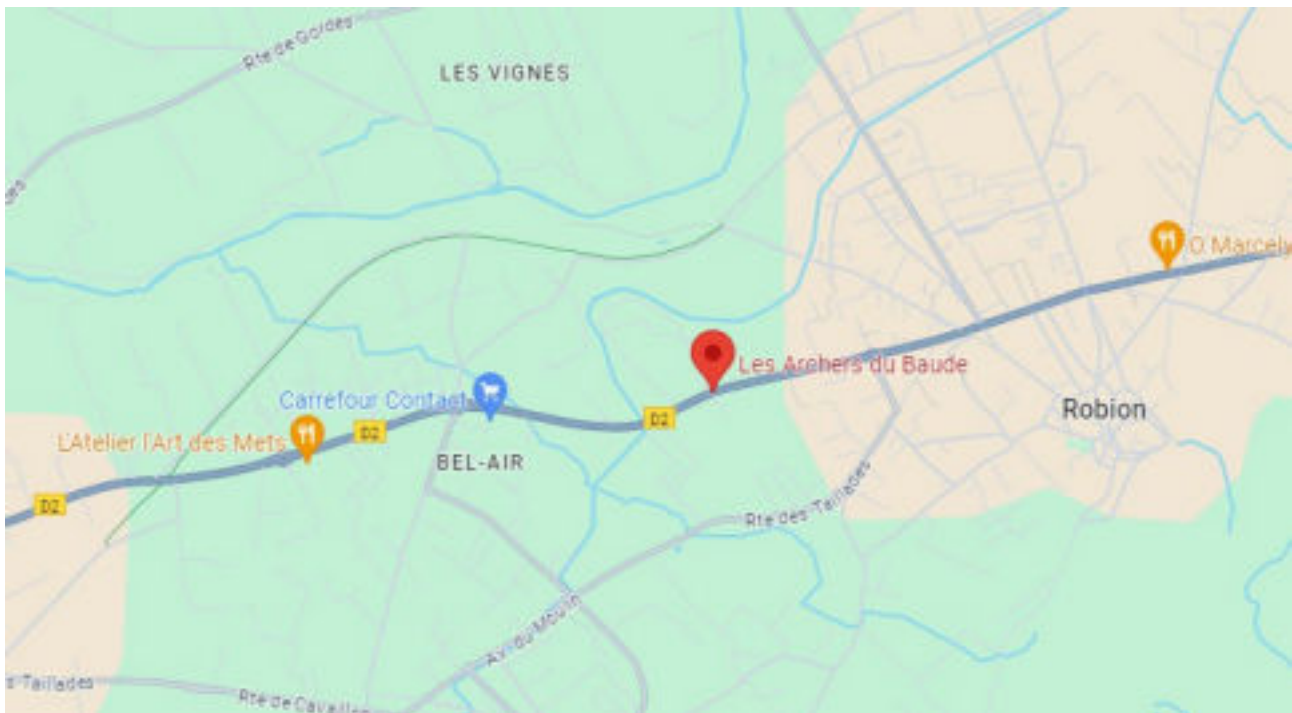 Rte de Gordes
LES VIGNES
O Marcely
Les Archers du Baude
Carrefour Contact
D2
Robion
D2
L'Atelier l'Art des Mets
BEL-AIR
D2
Rte des Taillades
Av. du Moulin
s Taillades
Rte de Cavaillon